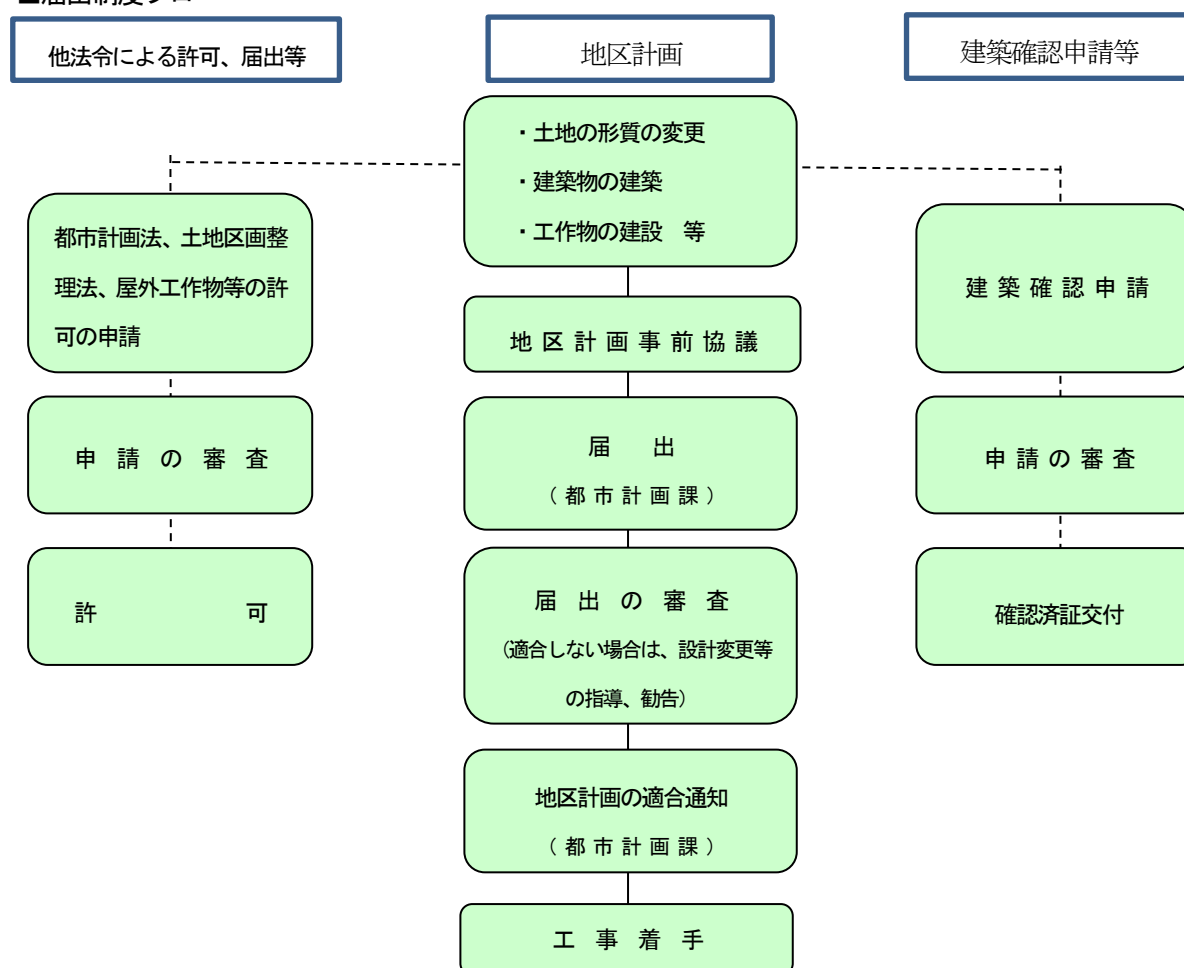 他法令による許可、届出等
地区計画
建築確認申請等
・土地の形質の変更
・建築物の建築
・工作物の建設　等
都市計画法、土地区画整
理法、屋外工作物等の許
可の申請
建築確認申請
地区計画事前協議
申請の審査
届　出
（都市計画課）
申請の審査
許　可
届出の審査
(適合しない場合は、設計変更等
の指導、勧告)
確認済証交付
地区計画の適合通知
（都市計画課）
工事着手